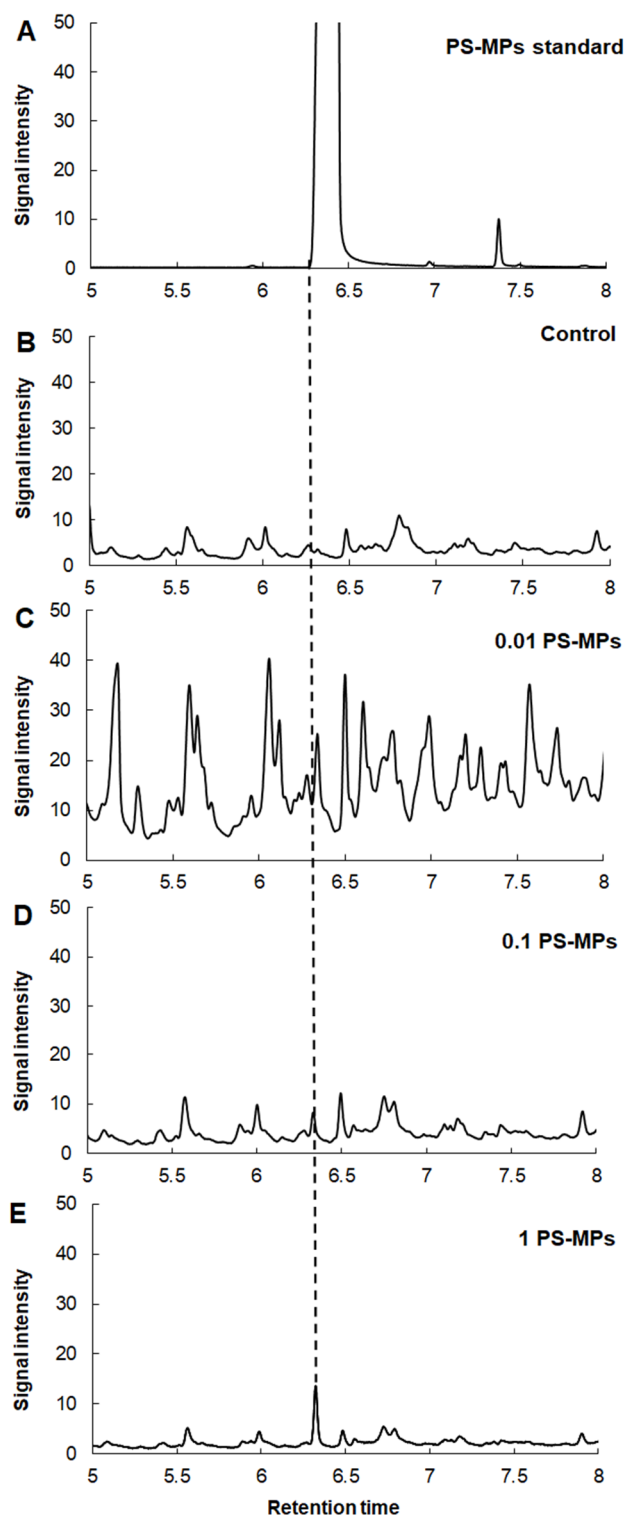 A
PS-MPs standard
Signal intensity
50
40
30
20
10
0
5 5.5 6 6.5 7 7.5 8
B
Control
Signal intensity
50
40
30
20
10
0
5 5.5 6 6.5 7 7.5 8
C
0.01 PS-MPs
Signal intensity
50
40
30
20
10
0
5 5.5 6 6.5 7 7.5 8
D
0.1 PS-MPs
Signal intensity
50
40
30
20
10
0
5 5.5 6 6.5 7 7.5 8
E
1 PS-MPs
Signal intensity
50
40
30
20
10
0
5 5.5 6 6.5 7 7.5 8
Retention time